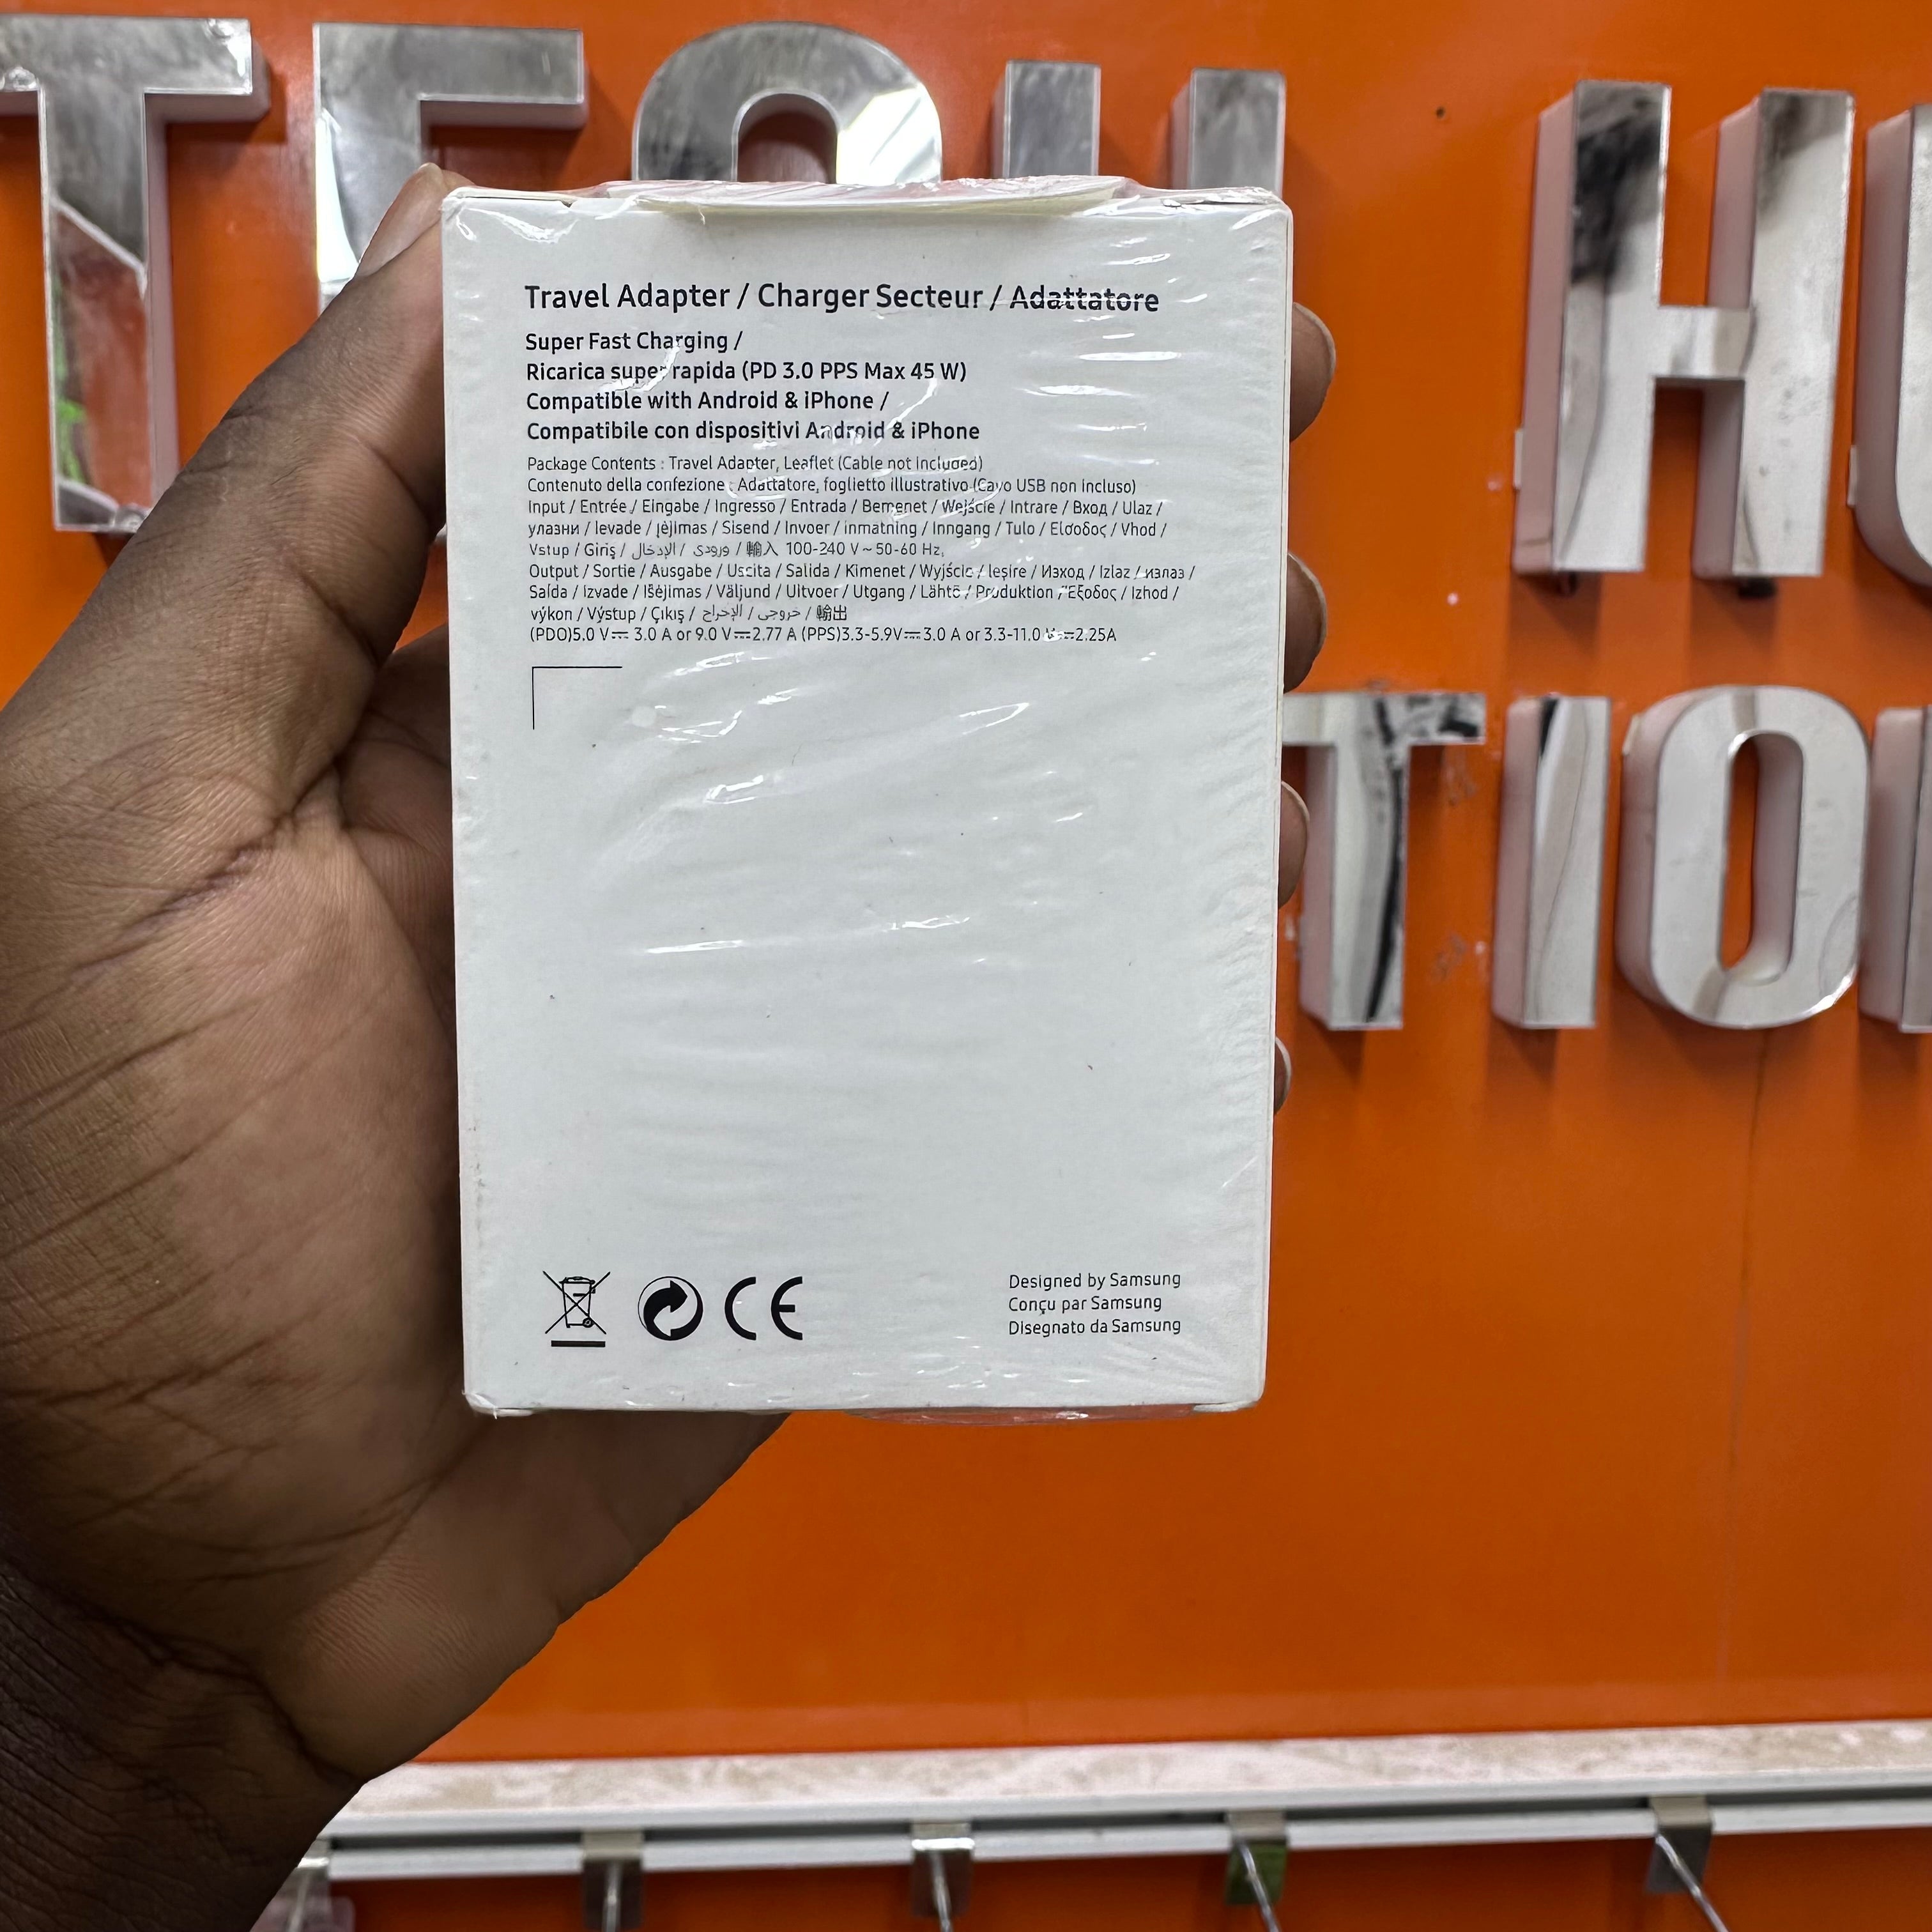 TECH HU
TIO
Travel Adapter / Charger Secteur / Adattatore
Super Fast Charging /
Ricarica super rapida (PD 3.0 PPS Max 45 W)
Compatible with Android & iPhone /
Compatibile con dispositivi Android & iPhone
Package Contents : Travel Adapter, Leaflet (Cable not included)
Contenuto della confezione : Adattatore, foglietto illustrativo (Cavo USB non incluso)
Input / Entrée / Eingabe / Ingresso / Entrada / Bemenet / Wejście / Intrare / Вход / Ulaz /
улазни / Ievade / Įėjimas / Sisend / Invoer / inmatning / Inngang / Tulo / Είσοδος / Vhod /
Vstup / Giriş / الإدخال / ورودی / 輸入 100-240 V ~ 50-60 Hz,
Output / Sortie / Ausgabe / Uscita / Salida / Kimenet / Wyjście / Ieşire / Изход / Izlaz / излаз /
Saída / Izvade / Išėjimas / Väljund / Uitvoer / Utgang / Lähtö / Produktion / Έξοδος / Izhod /
výkon / Výstup / Çıkış / الإخراج / خروجی / 輸出
(PDO)5.0 V⎓ 3.0 A or 9.0 V⎓2.77 A (PPS)3.3-5.9V⎓3.0 A or 3.3-11.0 V⎓2.25A
CE
Designed by Samsung
Conçu par Samsung
Disegnato da Samsung